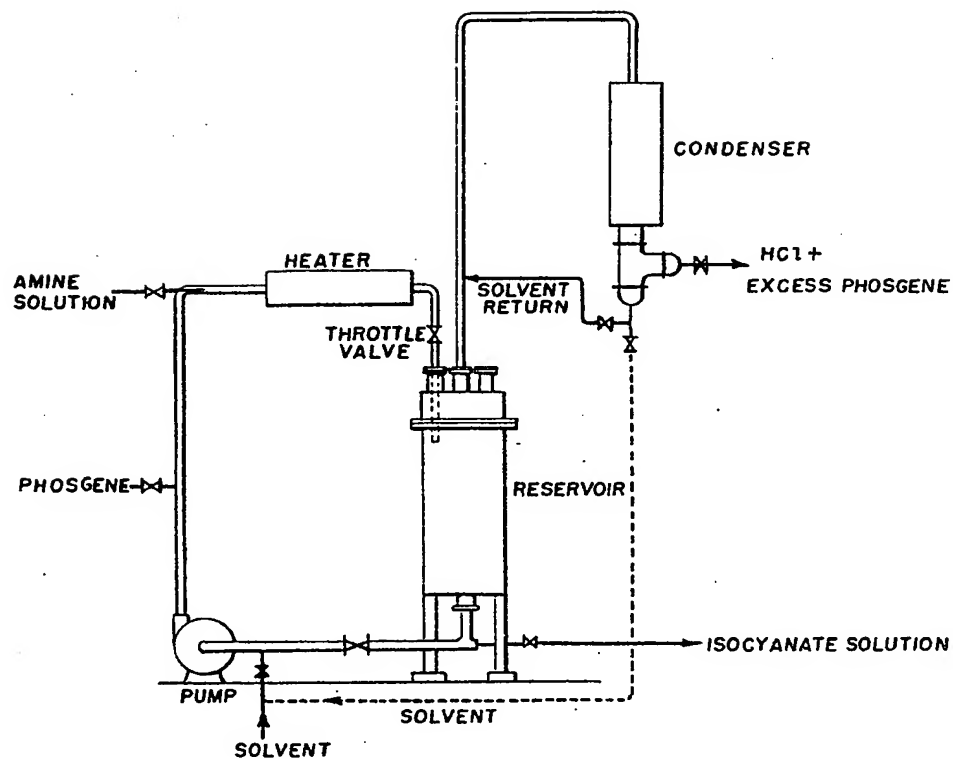 CONDENSER
HCl +
EXCESS PHOSGENE
HEATER
AMINE
SOLUTION
SOLVENT
RETURN
THROTTLE
VALVE
PHOSGENE
RESERVOIR
ISOCYANATE SOLUTION
PUMP
SOLVENT
SOLVENT